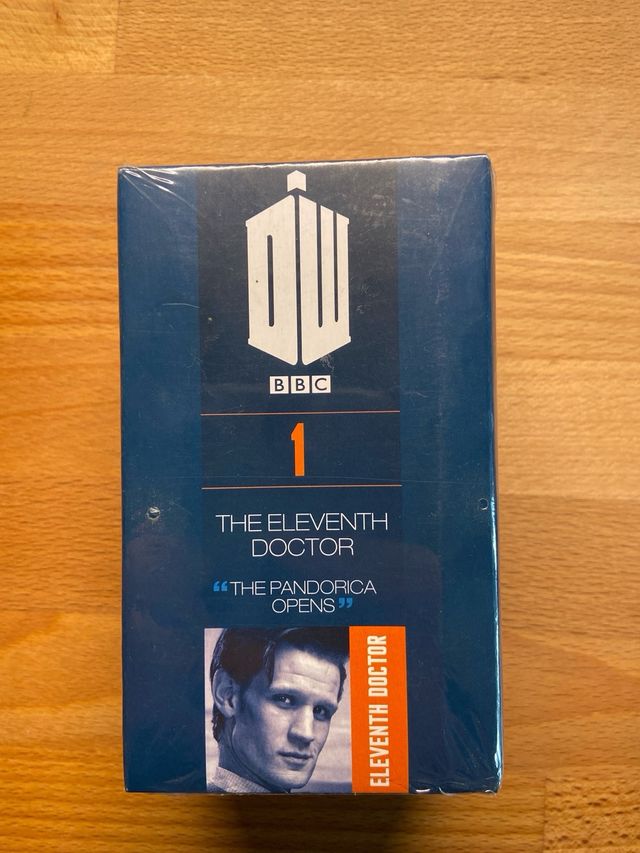 DW
BBC
1
THE ELEVENTH
DOCTOR
“THE PANDORICA
OPENS”
ELEVENTH DOCTOR